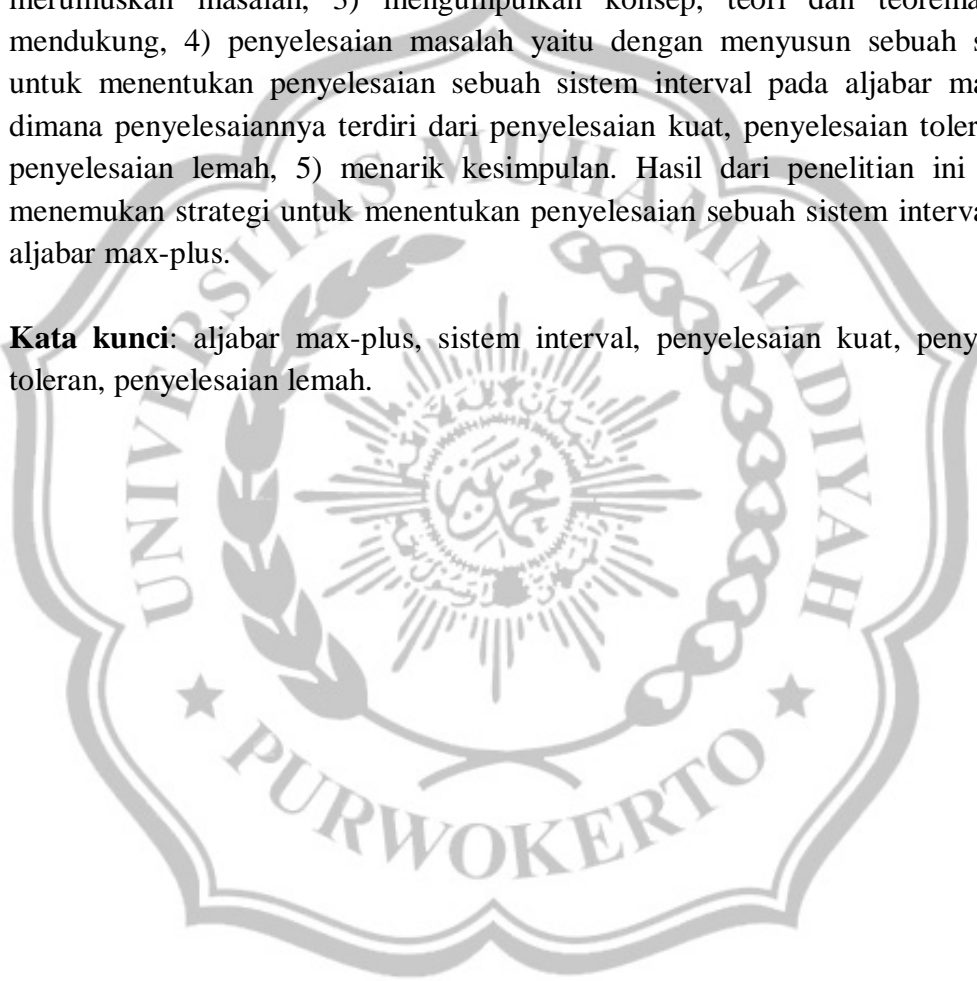 merumuskan masalah, 3) mengumpulkan konsep, teori dan teorema
mendukung, 4) penyelesaian masalah yaitu dengan menyusun sebuah s
untuk menentukan penyelesaian sebuah sistem interval pada aljabar ma
dimana penyelesaiannya terdiri dari penyelesaian kuat, penyelesaian toler
penyelesaian lemah, 5) menarik kesimpulan. Hasil dari penelitian ini
menemukan strategi untuk menentukan penyelesaian sebuah sistem interva
aljabar max-plus.
Kata kunci: aljabar max-plus, sistem interval, penyelesaian kuat, peny
toleran, penyelesaian lemah.
UNIVERSITAS MUHAMMADIYAH
PURWOKERTO